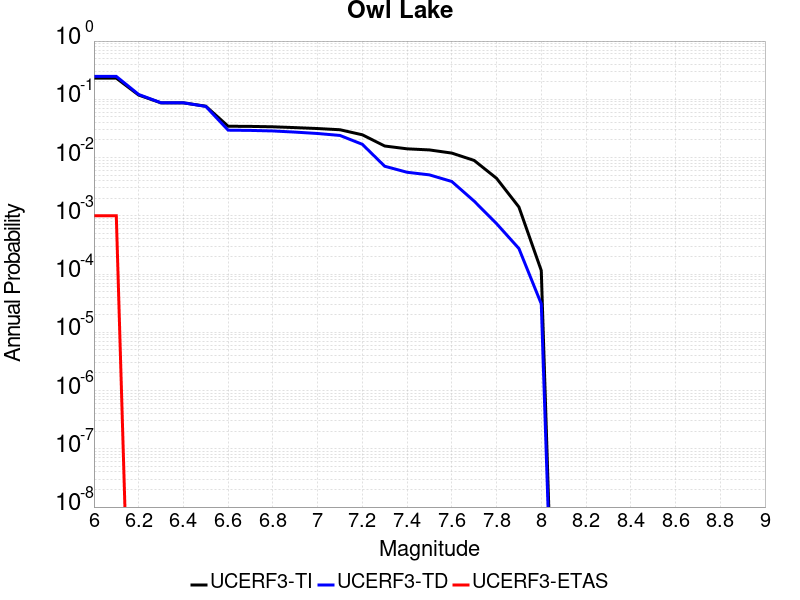 Owl Lake
Annual Probability
10^0
10^-1
10^-2
10^-3
10^-4
10^-5
10^-6
10^-7
10^-8
6 6.2 6.4 6.6 6.8 7 7.2 7.4 7.6 7.8 8 8.2 8.4 8.6 8.8 9
Magnitude
UCERF3-TI UCERF3-TD UCERF3-ETAS